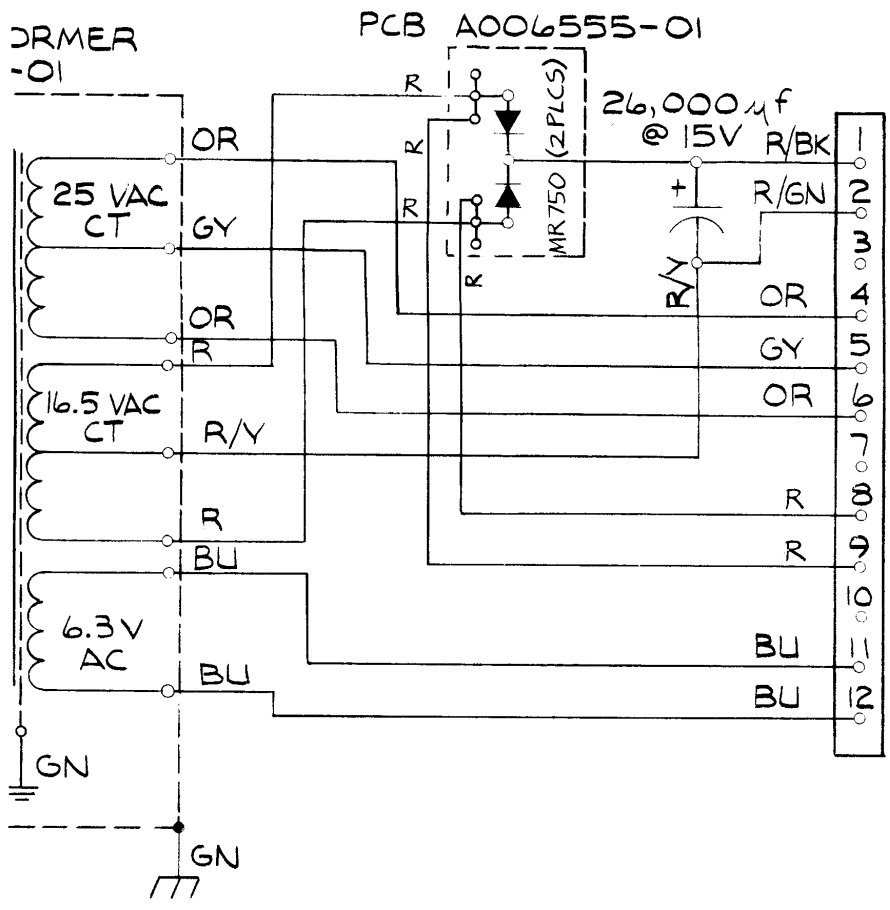 ORMER
-01
PCB A006555-01
R
R
R
R
MR750 (2PLCS)
26,000 µf
@ 15V
+
R/BK
R/GN
R/Y
OR
25 VAC
CT
GY
OR
R
16.5 VAC
CT
R/Y
R
BU
6.3V
AC
BU
GN
GN
OR
GY
OR
R
R
BU
BU
1
2
3
4
5
6
7
8
9
10
11
12